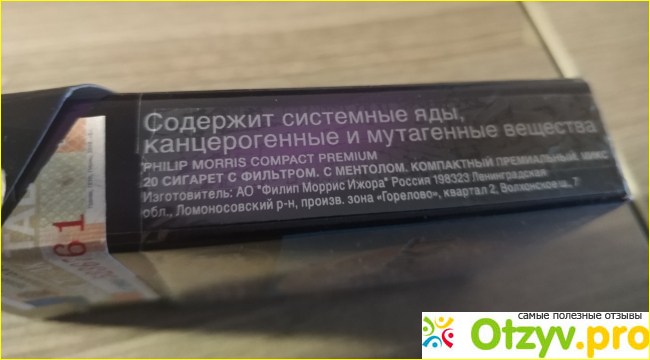 Содержит системные яды,
канцерогенные и мутагенные вещества
PHILIP MORRIS COMPACT PREMIUM
20 СИГАРЕТ С ФИЛЬТРОМ. С МЕНТОЛОМ. КОМПАКТНЫЙ ПРЕМИАЛЬНЫЙ. МИКС
Изготовитель: АО "Филип Моррис Ижора" Россия 198323 Ленинградская
обл., Ломоносовский р-н, произв. зона «Горелово», квартал 2, Волхонское ш., 7
61
самые полезные отзывы
Otzyv.pro